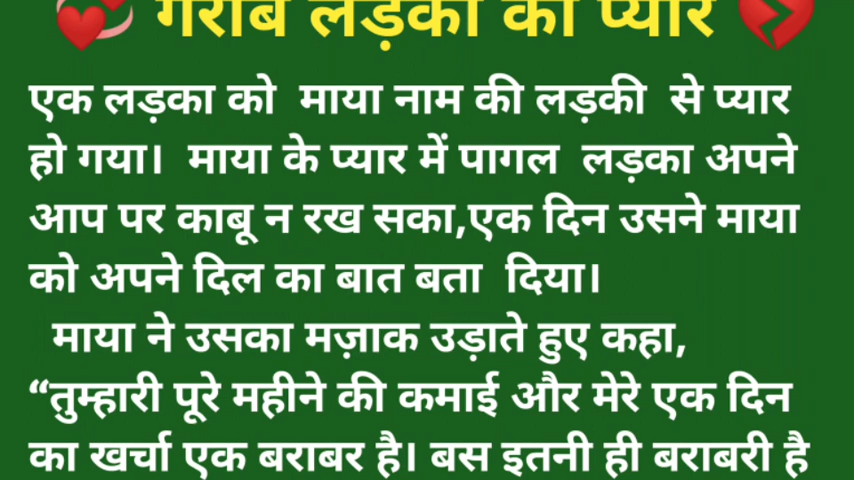 💞 गरीब लड़का का प्यार 💔
एक लड़का को माया नाम की लड़की से प्यार
हो गया। माया के प्यार में पागल लड़का अपने
आप पर काबू न रख सका,एक दिन उसने माया
को अपने दिल का बात बता दिया।
माया ने उसका मज़ाक उड़ाते हुए कहा,
“तुम्हारी पूरे महीने की कमाई और मेरे एक दिन
का खर्चा एक बराबर है। बस इतनी ही बराबरी है